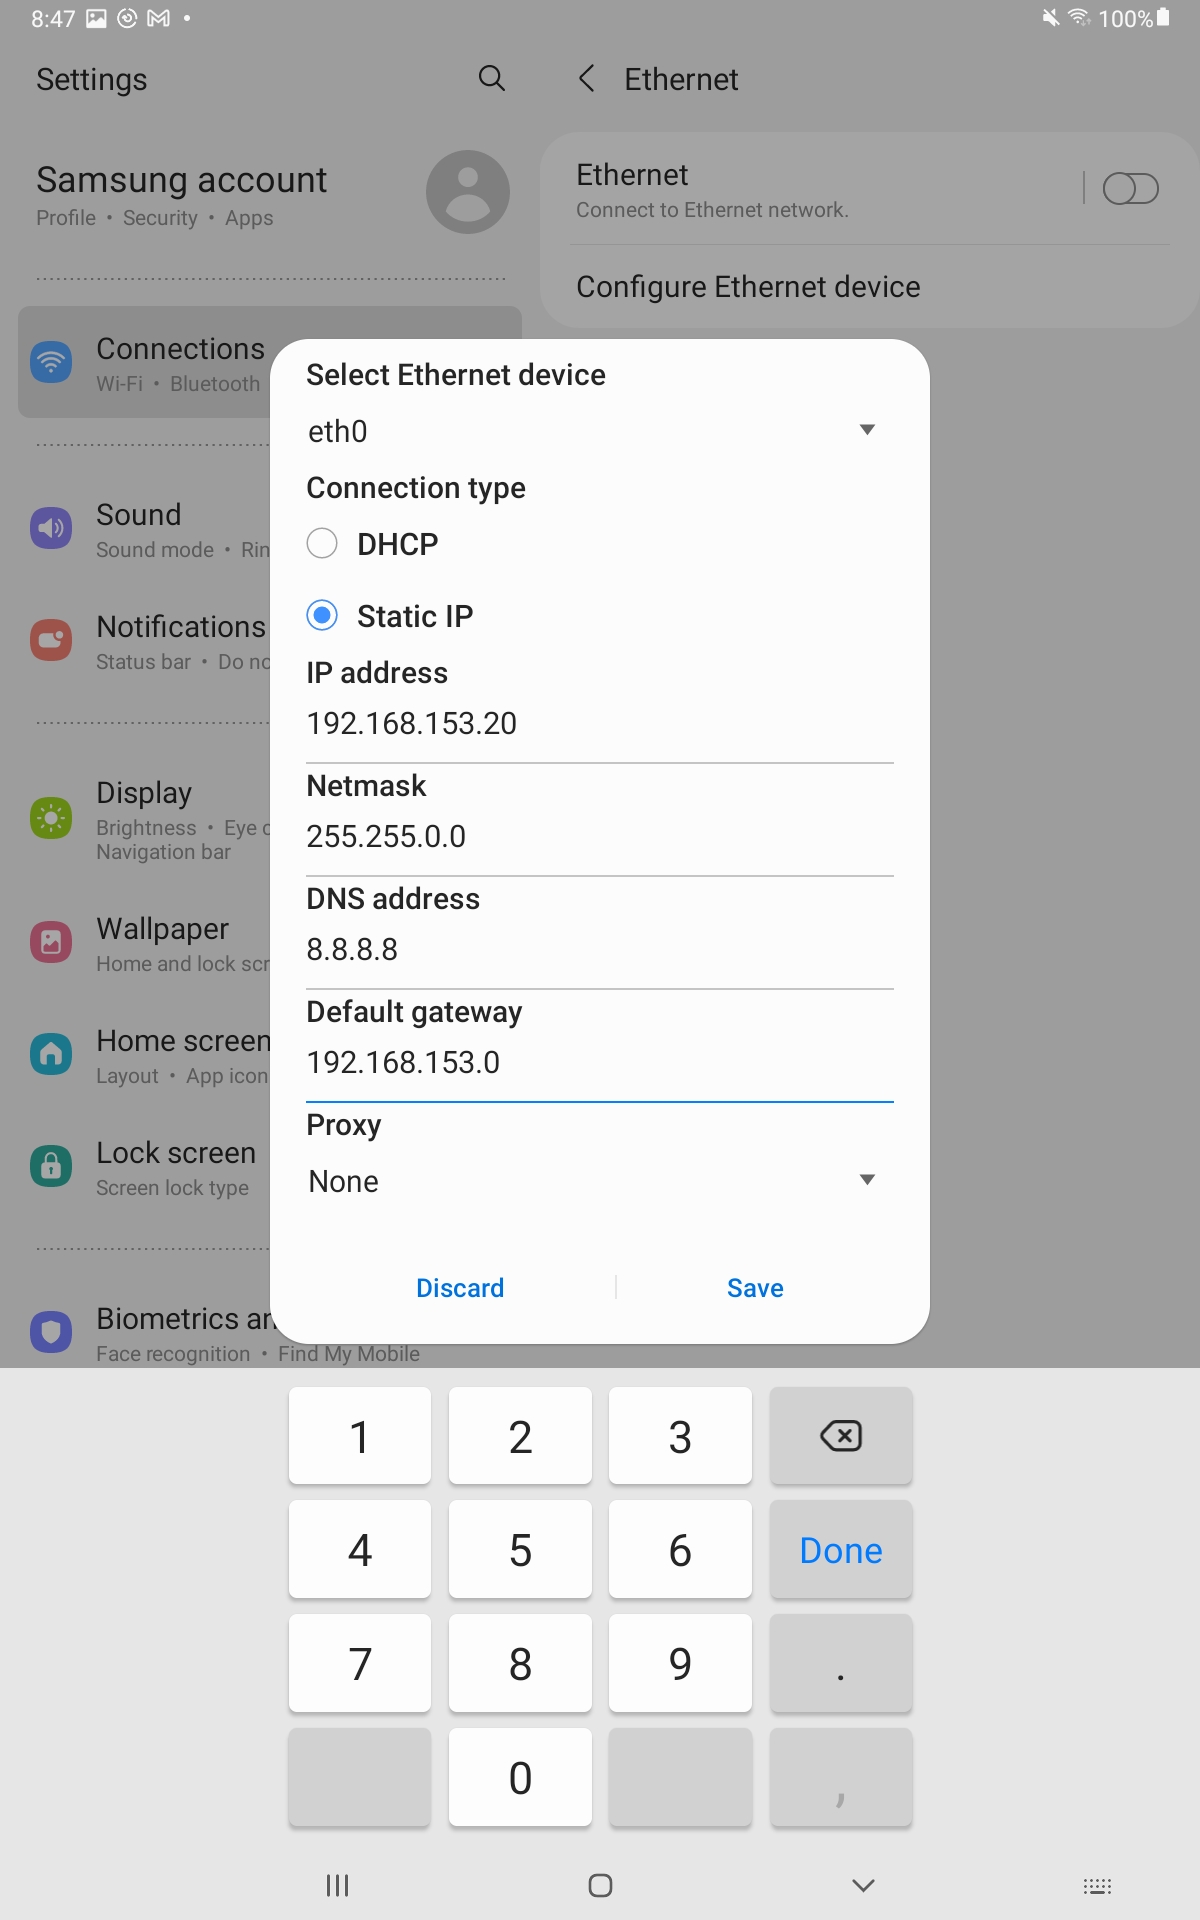 8:47
100%
Settings
Ethernet
Samsung account
Profile • Security • Apps
Ethernet
Connect to Ethernet network.
Configure Ethernet device
Connections
Wi-Fi • Bluetooth
Sound
Sound mode • Rin
Notifications
Status bar • Do no
Display
Brightness • Eye c
Navigation bar
Wallpaper
Home and lock scr
Home screen
Layout • App icon
Lock screen
Screen lock type
Biometrics an
Face recognition • Find My Mobile
Select Ethernet device
eth0
Connection type
DHCP
Static IP
IP address
192.168.153.20
Netmask
255.255.0.0
DNS address
8.8.8.8
Default gateway
192.168.153.0
Proxy
None
Discard
Save
1 2 3
4 5 6 Done
7 8 9 .
0 ,